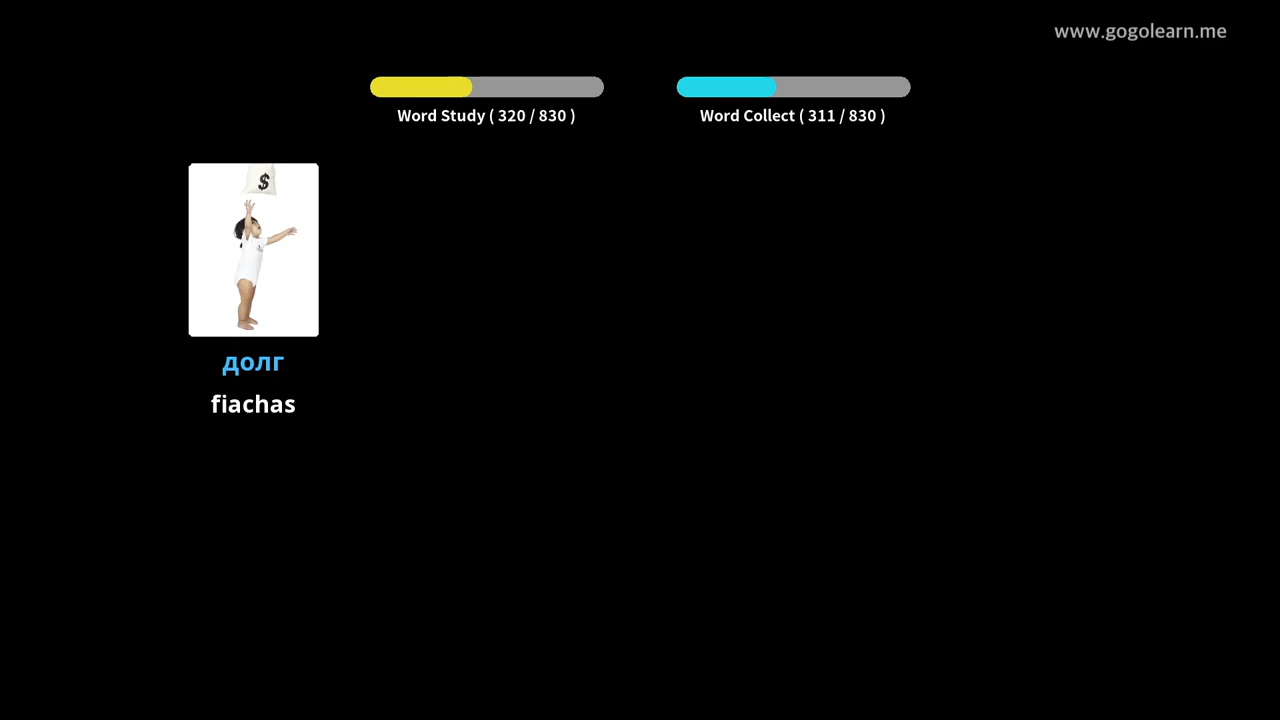 www.gogolearn.me
Word Study ( 320 / 830 )
Word Collect ( 311 / 830 )
$
долг
fiachas